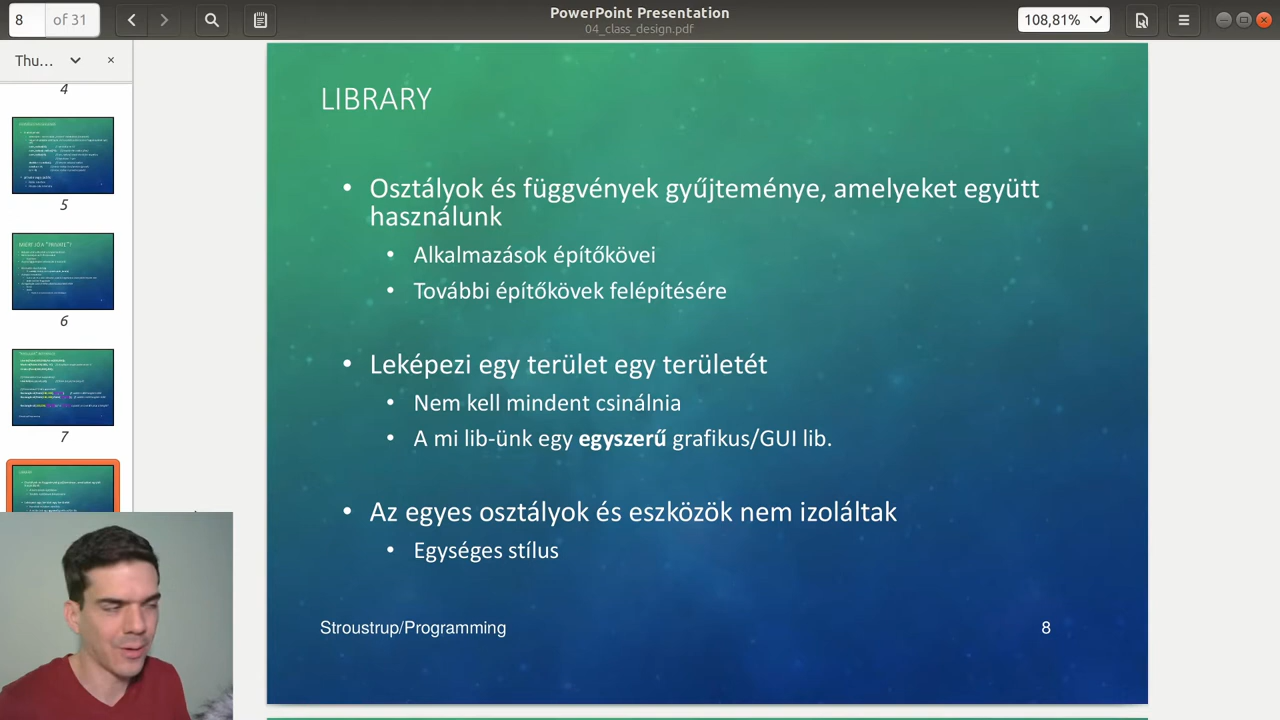 8 of 31
PowerPoint Presentation
04_class_design.pdf
108,81%
Thu...
4
5
6
7
LIBRARY
• Osztályok és függvények gyűjteménye, amelyeket együtt
használunk
• Alkalmazások építőkövei
• További építőkövek felépítésére
• Leképezi egy terület egy területét
• Nem kell mindent csinálnia
• A mi lib-ünk egy egyszerű grafikus/GUI lib.
• Az egyes osztályok és eszközök nem izoláltak
• Egységes stílus
Stroustrup/Programming
8